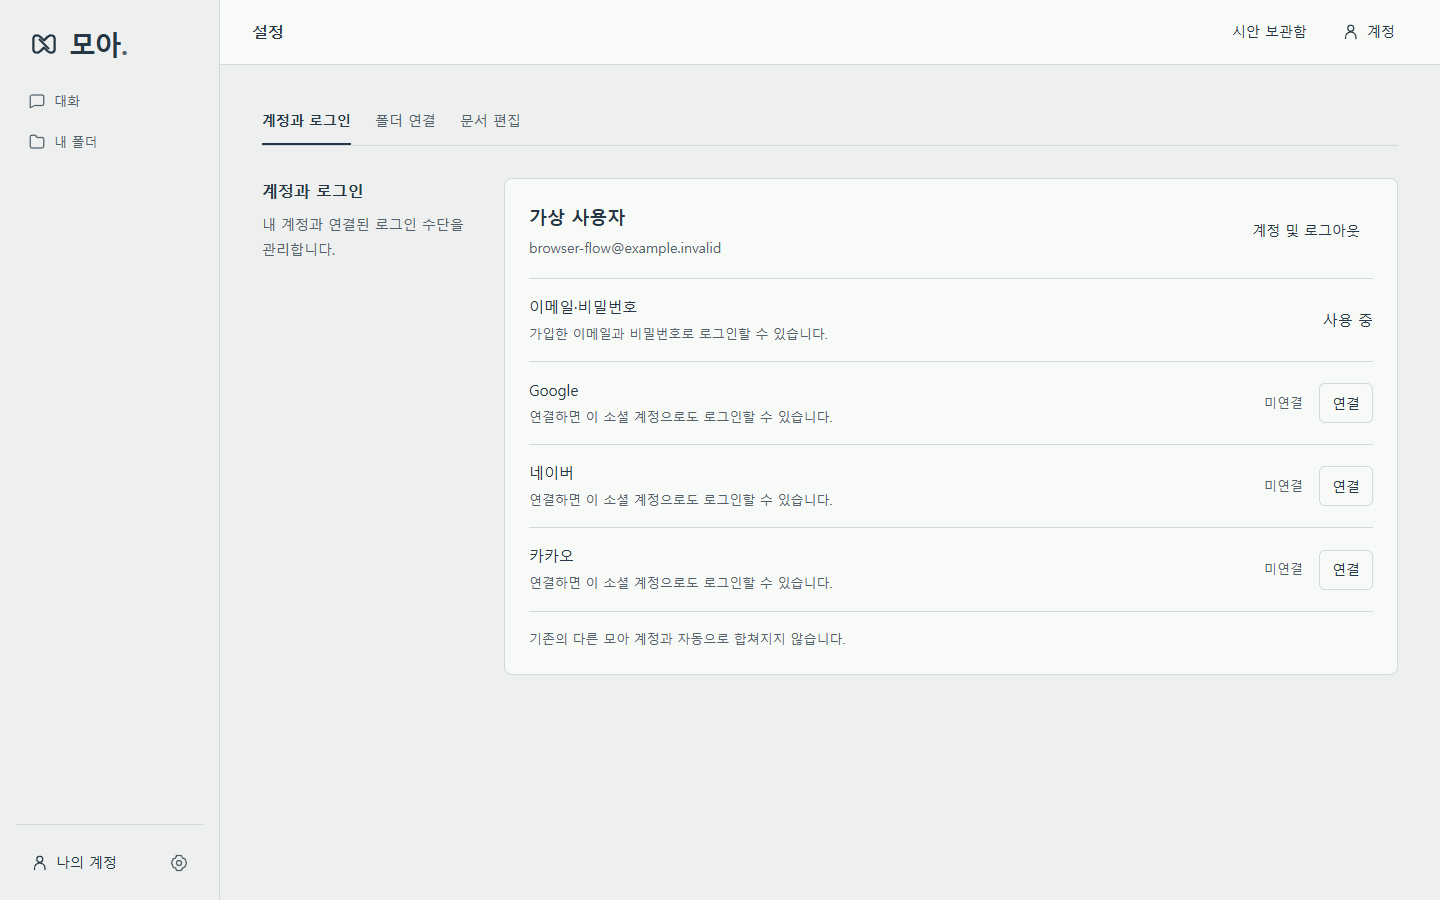 모아.
대화
내 폴더
나의 계정
설정
시안 보관함
계정
계정과 로그인
폴더 연결
문서 편집
계정과 로그인
내 계정과 연결된 로그인 수단을
관리합니다.
가상 사용자
browser-flow@example.invalid
계정 및 로그아웃
이메일·비밀번호
가입한 이메일과 비밀번호로 로그인할 수 있습니다.
사용 중
Google
연결하면 이 소셜 계정으로도 로그인할 수 있습니다.
미연결
연결
네이버
연결하면 이 소셜 계정으로도 로그인할 수 있습니다.
미연결
연결
카카오
연결하면 이 소셜 계정으로도 로그인할 수 있습니다.
미연결
연결
기존의 다른 모아 계정과 자동으로 합쳐지지 않습니다.